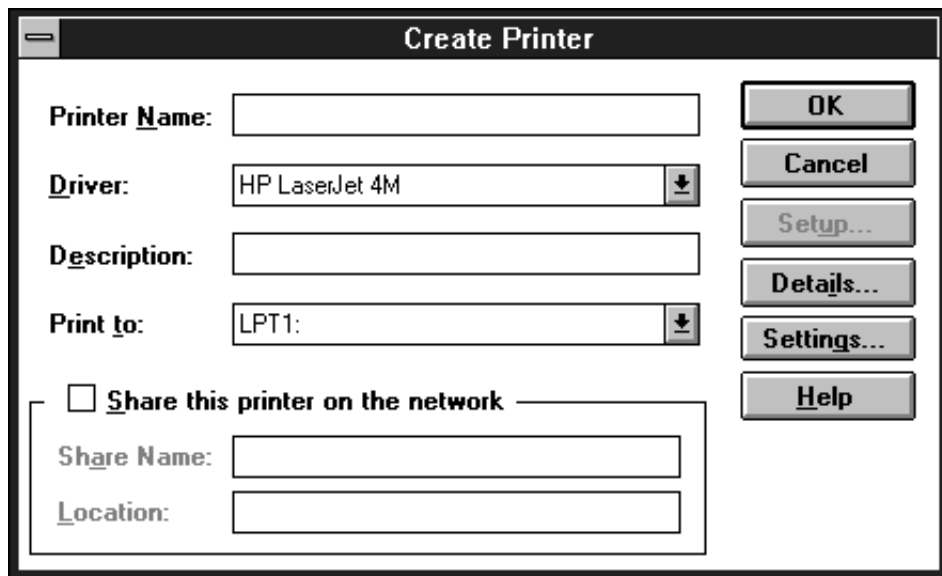 Create Printer
Printer Name:
OK
Driver: HP LaserJet 4M
Cancel
Setup...
Description:
Details...
Print to: LPT1:
Settings...
Share this printer on the network
Help
Share Name:
Location: